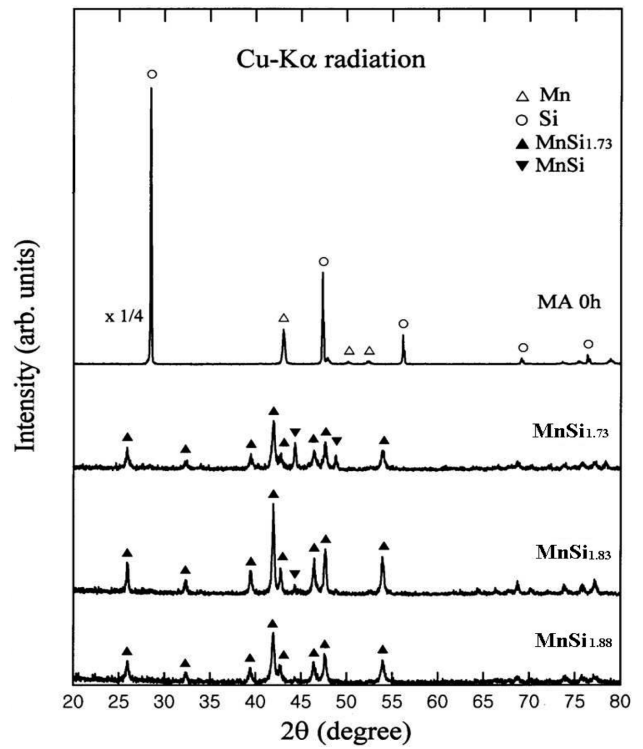 Cu-Kα radiation
△ Mn
○ Si
▲ MnSi1.73
▼ MnSi
Intensity (arb. units)
x 1/4
MA 0h
MnSi1.73
MnSi1.83
MnSi1.88
20 25 30 35 40 45 50 55 60 65 70 75 80
2θ (degree)